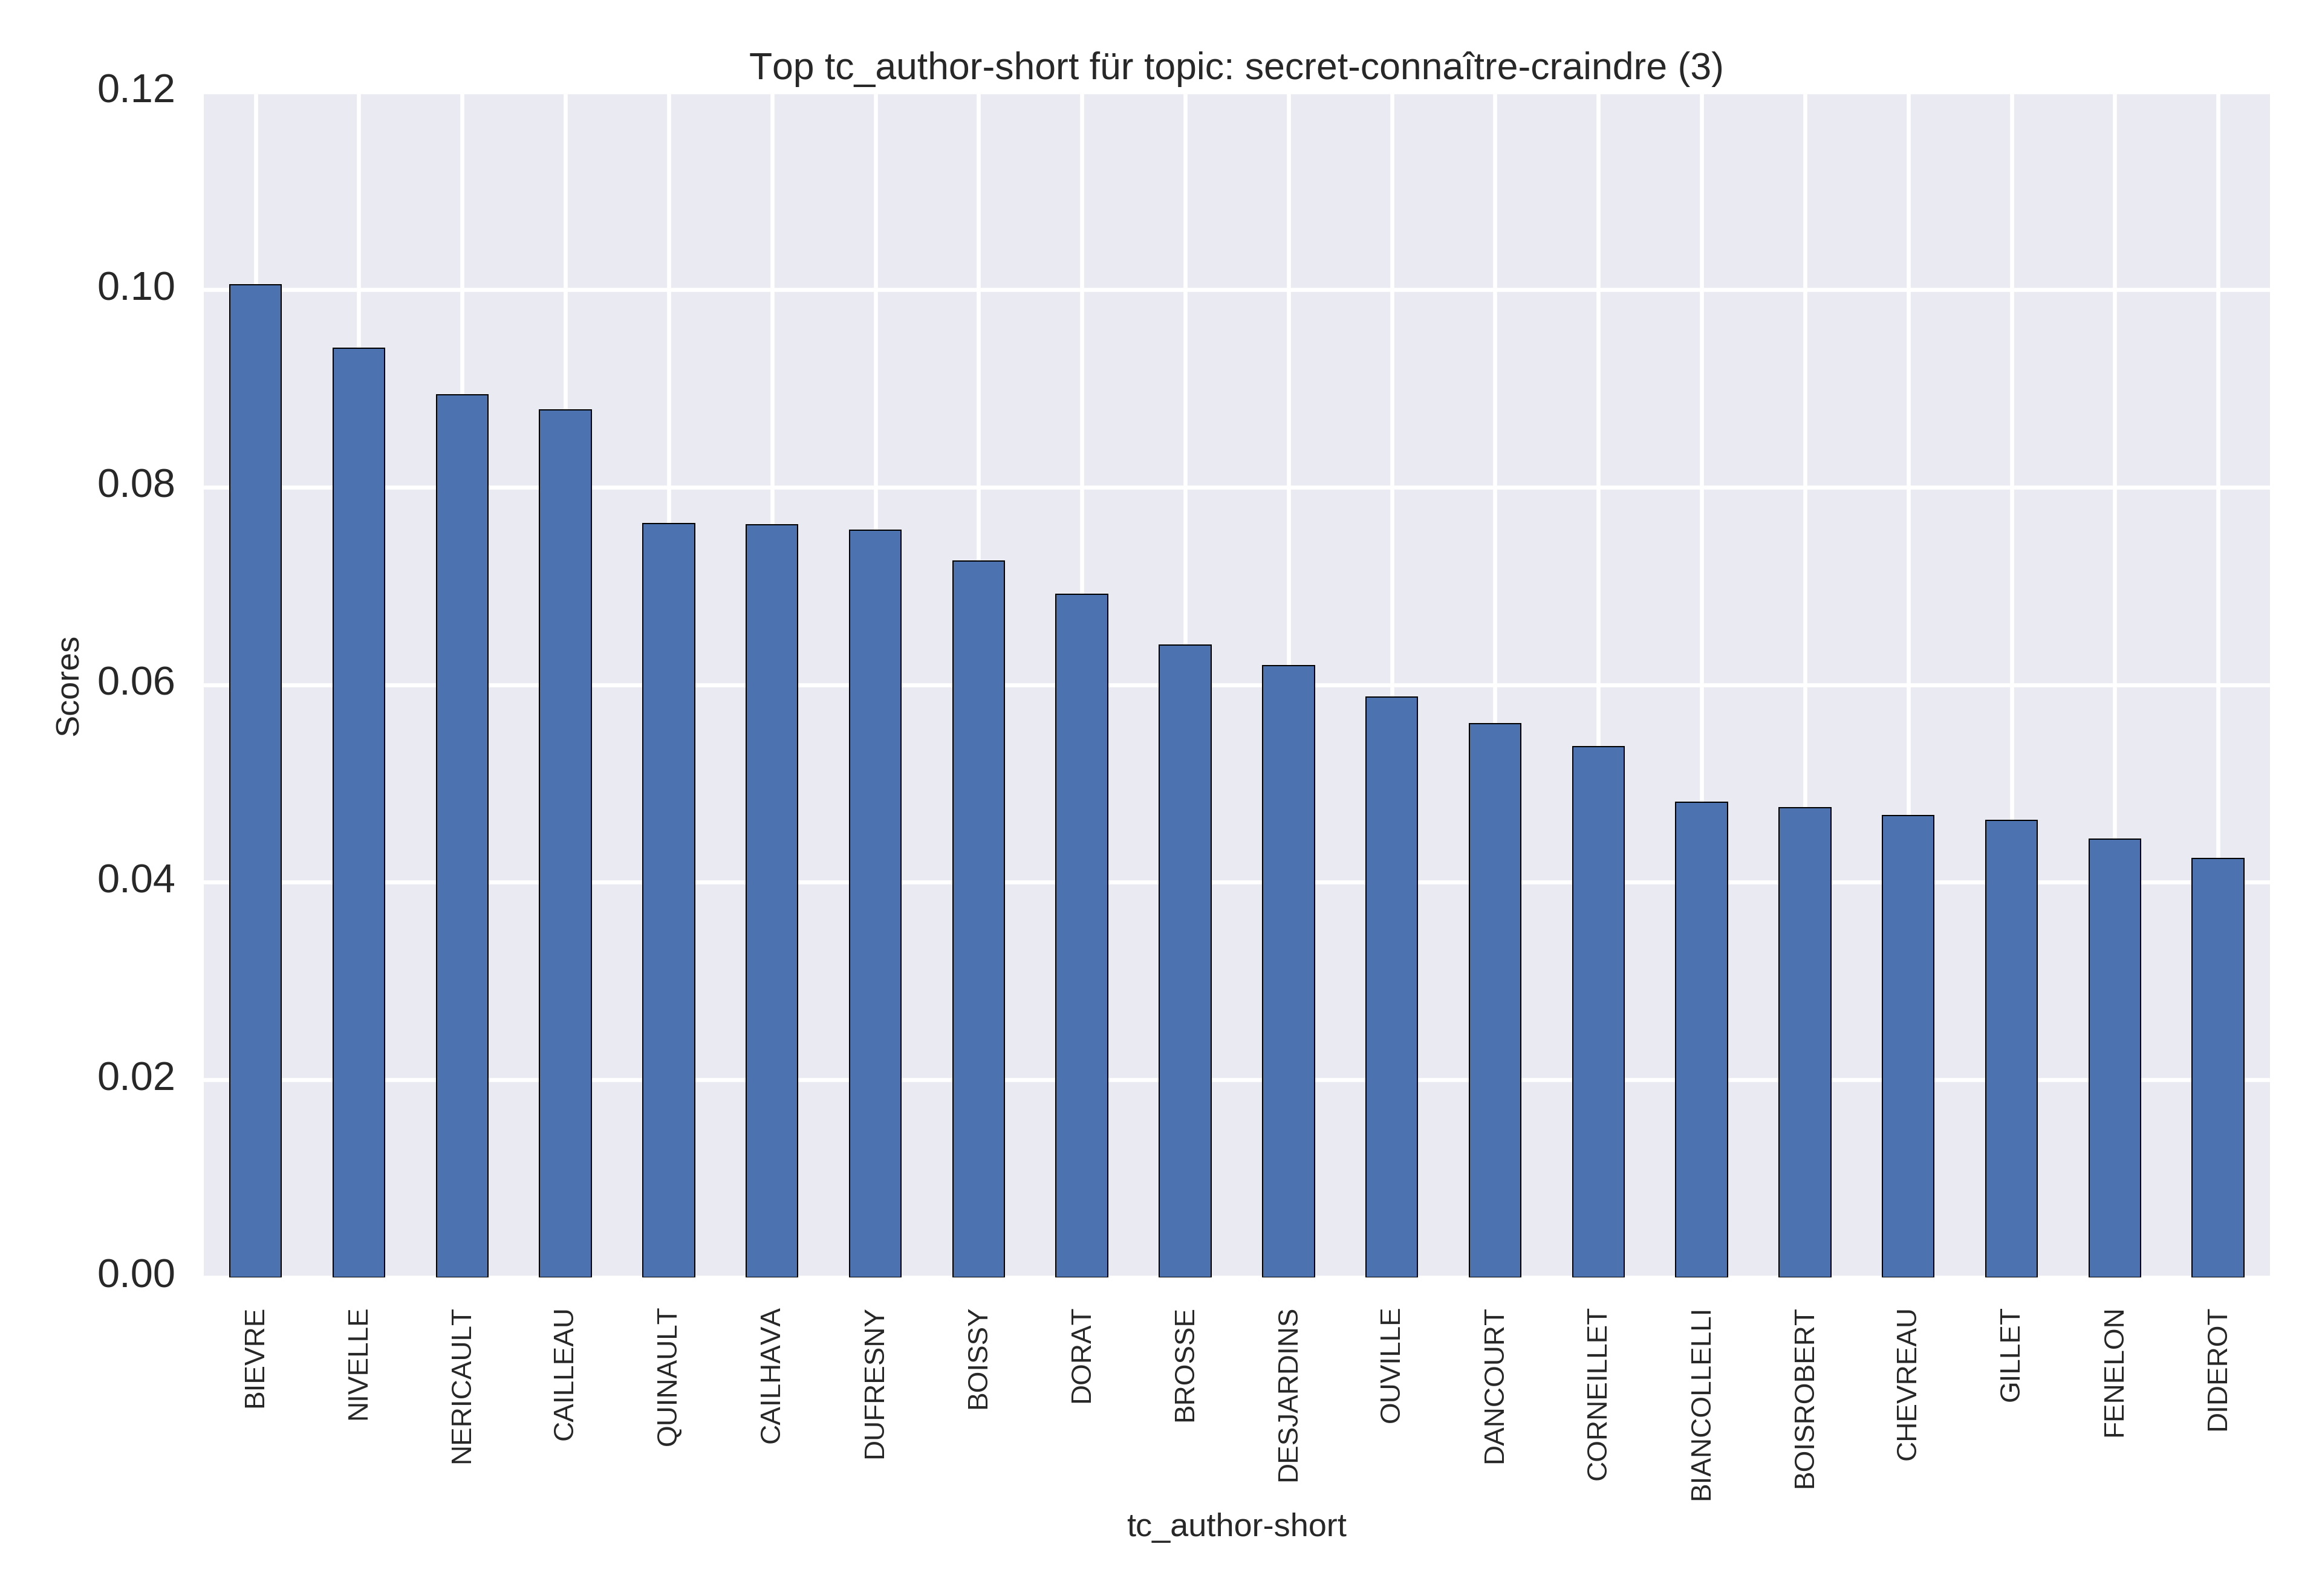 Top tc_author-short für topic: secret-connaître-craindre (3)
0.12
0.10
0.08
0.06
0.04
0.02
0.00
Scores
BIEVRE
NIVELLE
NERICAULT
CAILLEAU
QUINAULT
CAILHAVA
DUFRESNY
BOISSY
DORAT
BROSSE
DESJARDINS
OUVILLE
DANCOURT
CORNEILLET
BIANCOLLELLI
BOISROBERT
CHEVREAU
GILLET
FENELON
DIDEROT
tc_author-short